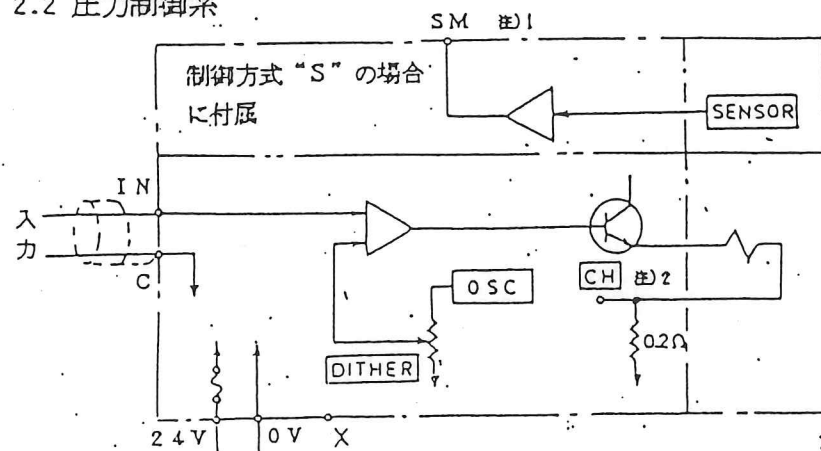 2.2 圧力制御系
SM 注)1
制御方式“S”の場合
に付属
SENSOR
IN
入
力
C
OSC
CH 注)2
0.2Ω
DITHER
24V
0V
X